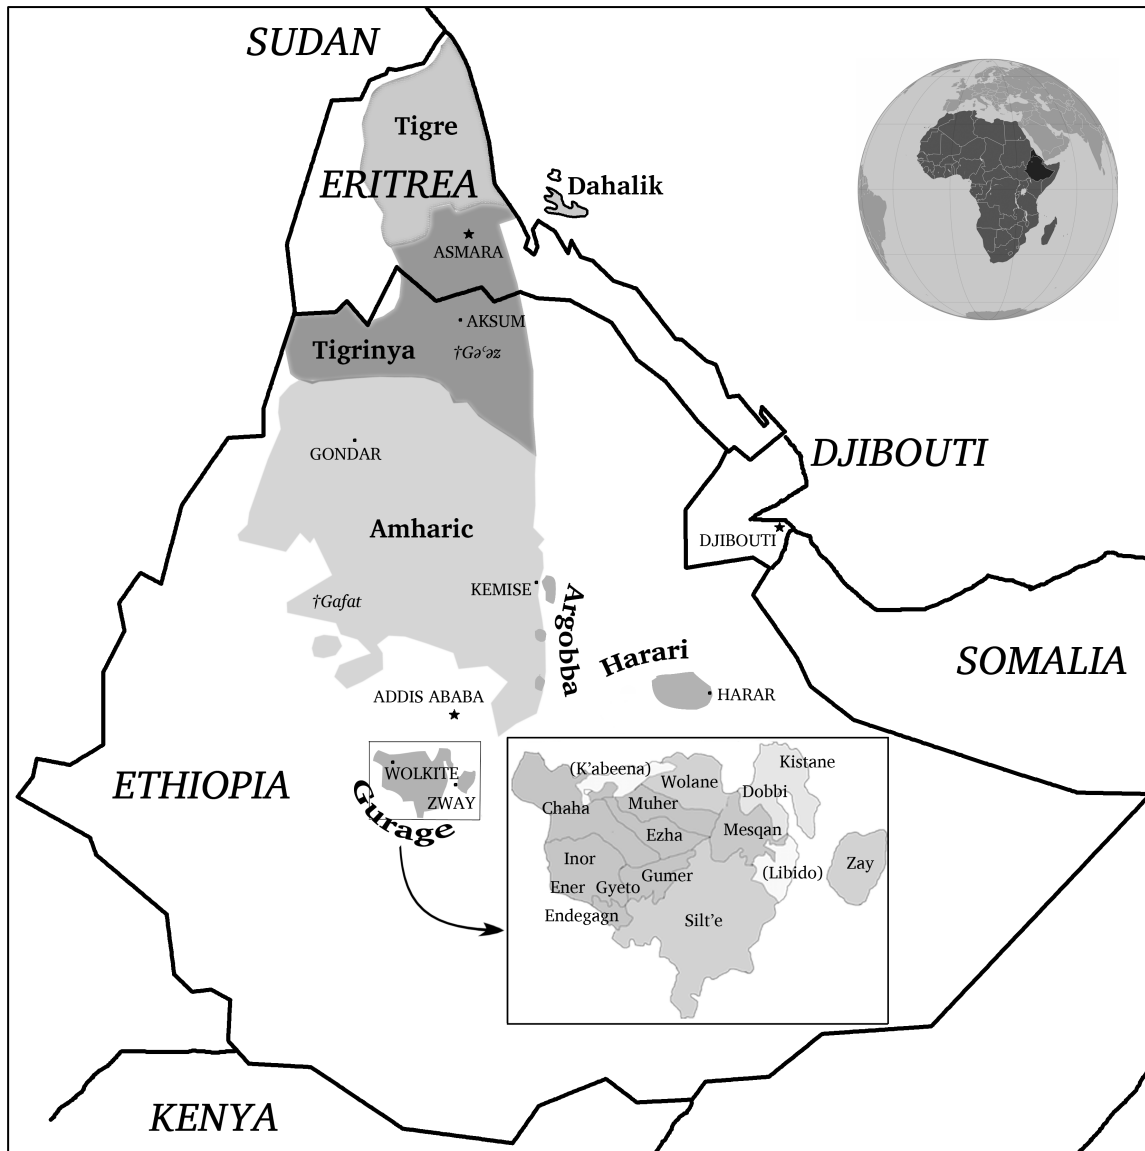 SUDAN
Tigre
ERITREA
Dahalik
ASMARA
AKSUM
Tigrinya
†Gəˤəz
GONDAR
DJIBOUTI
Amharic
DJIBOUTI
KEMISE
†Gafat
Argobba
Harari
SOMALIA
ADDIS ABABA
HARAR
ETHIOPIA
WOLKITE
ZWAY
Gurage
(K'abeena)
Kistane
Wolane
Dobbi
Chaha
Muher
Ezha
Mesqan
Inor
Zay
(Libido)
Gumer
Ener
Gyeto
Endegagn
Silt'e
KENYA